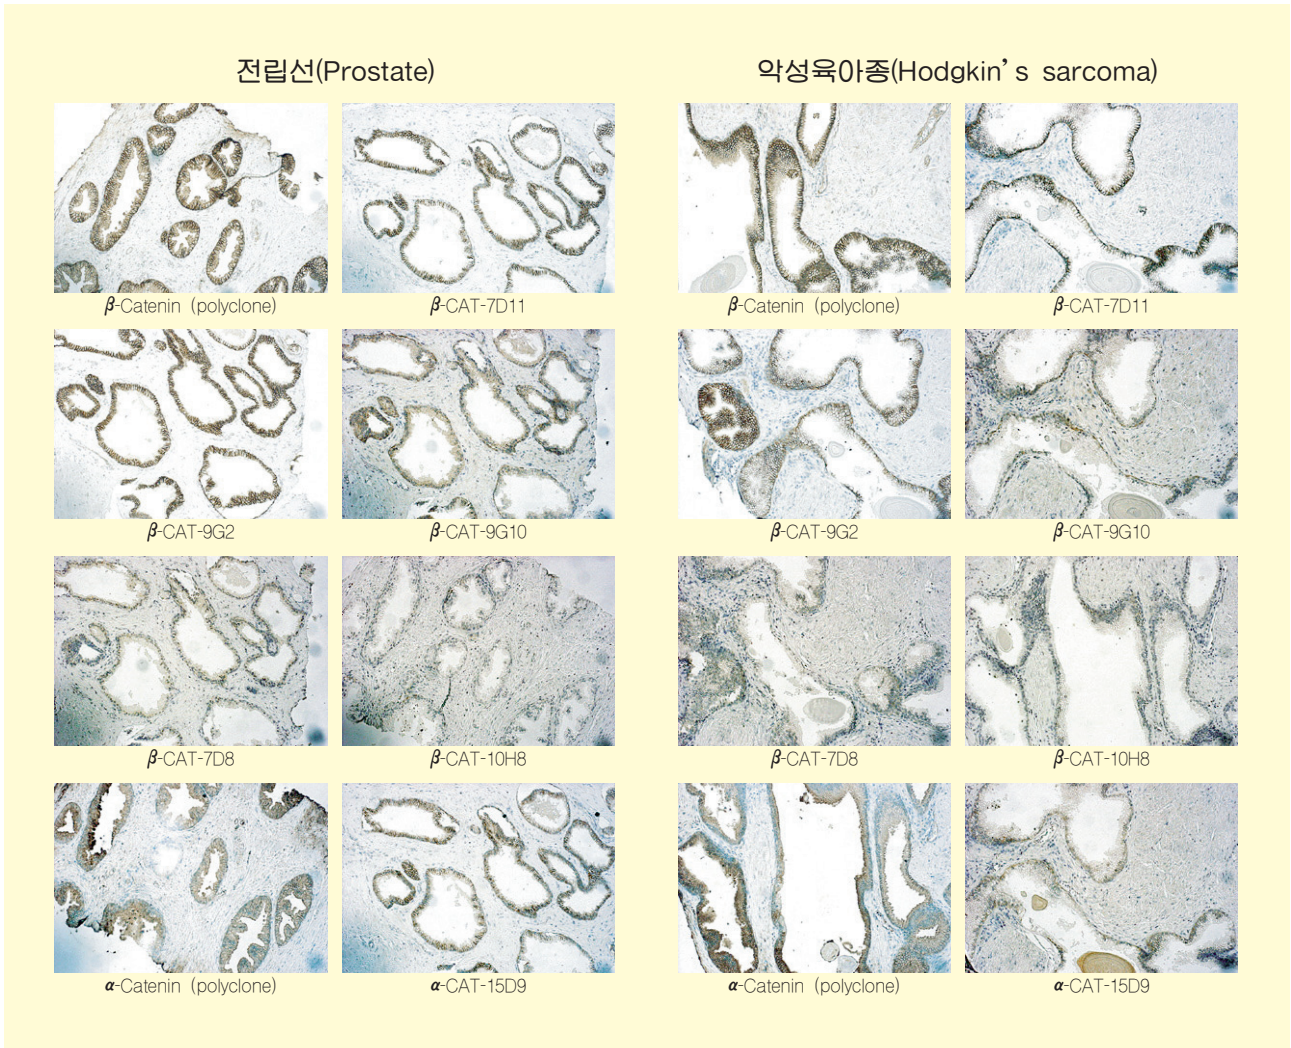 전립선(Prostate)
β-Catenin (polyclone)
β-CAT-7D11
β-CAT-9G2
β-CAT-9G10
β-CAT-7D8
β-CAT-10H8
α-Catenin (polyclone)
α-CAT-15D9
악성육아종(Hodgkin’s sarcoma)
β-Catenin (polyclone)
β-CAT-7D11
β-CAT-9G2
β-CAT-9G10
β-CAT-7D8
β-CAT-10H8
α-Catenin (polyclone)
α-CAT-15D9